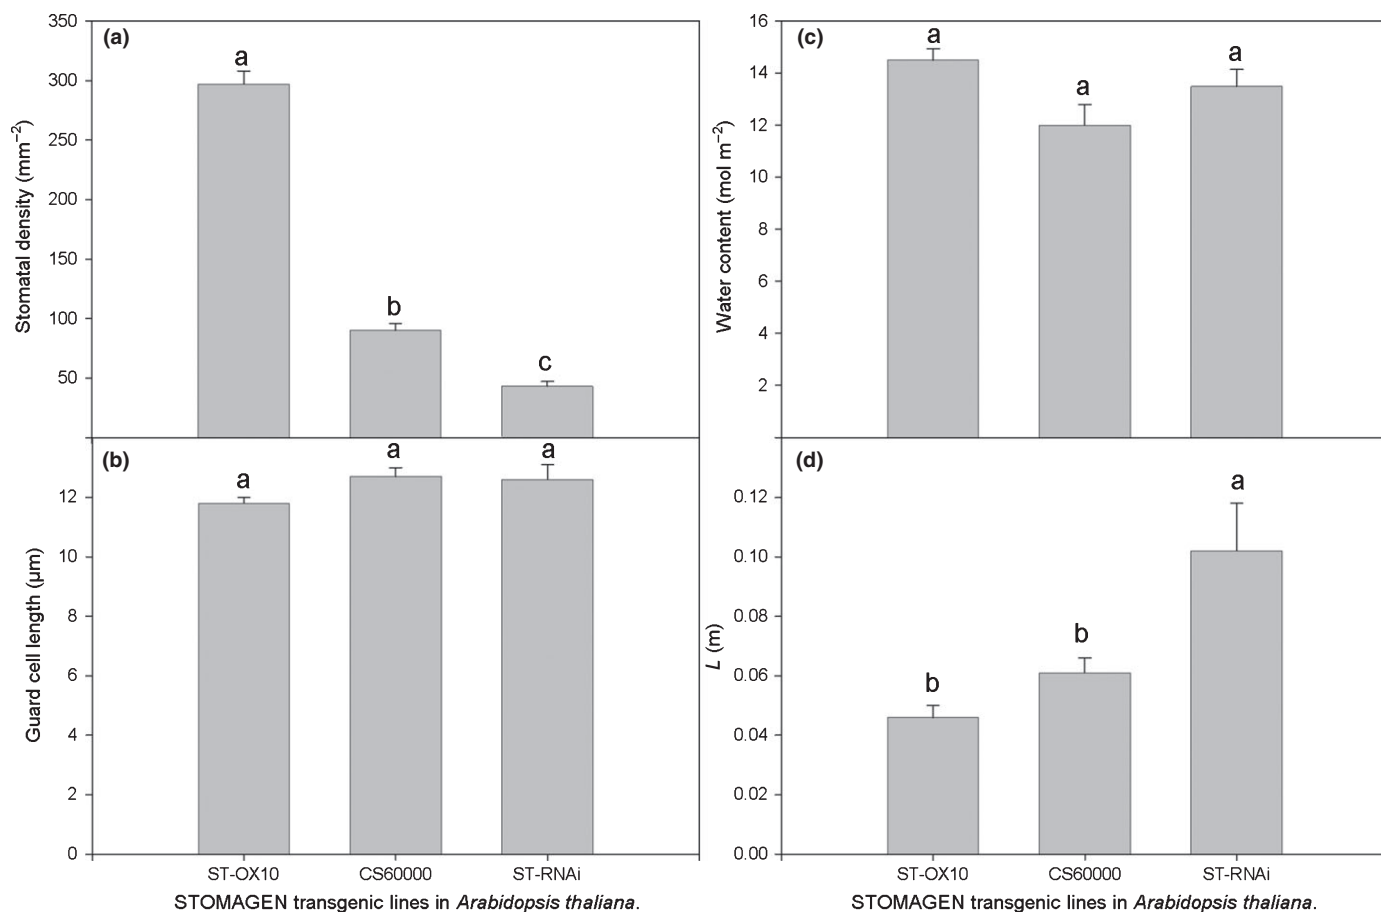 (a)
350
300
250
200
150
100
50
Stomatal density (mm⁻²)
a
b
c
(b)
12
10
8
6
4
2
0
Guard cell length (µm)
a
a
a
ST-OX10
CS60000
ST-RNAi
STOMAGEN transgenic lines in Arabidopsis thaliana.
(c)
16
14
12
10
8
6
4
2
Water content (mol m⁻²)
a
a
a
(d)
0.12
0.10
0.08
0.06
0.04
0.02
0.00
L (m)
b
b
a
ST-OX10
CS60000
ST-RNAi
STOMAGEN transgenic lines in Arabidopsis thaliana.